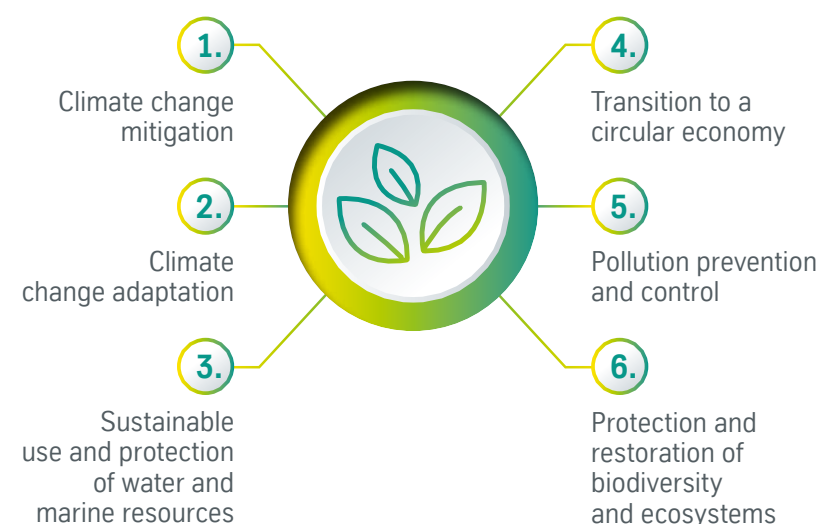 1.
Climate change
mitigation
2.
Climate
change adaptation
3.
Sustainable
use and protection
of water and
marine resources
4.
Transition to a
circular economy
5.
Pollution prevention
and control
6.
Protection and
restoration of
biodiversity
and ecosystems